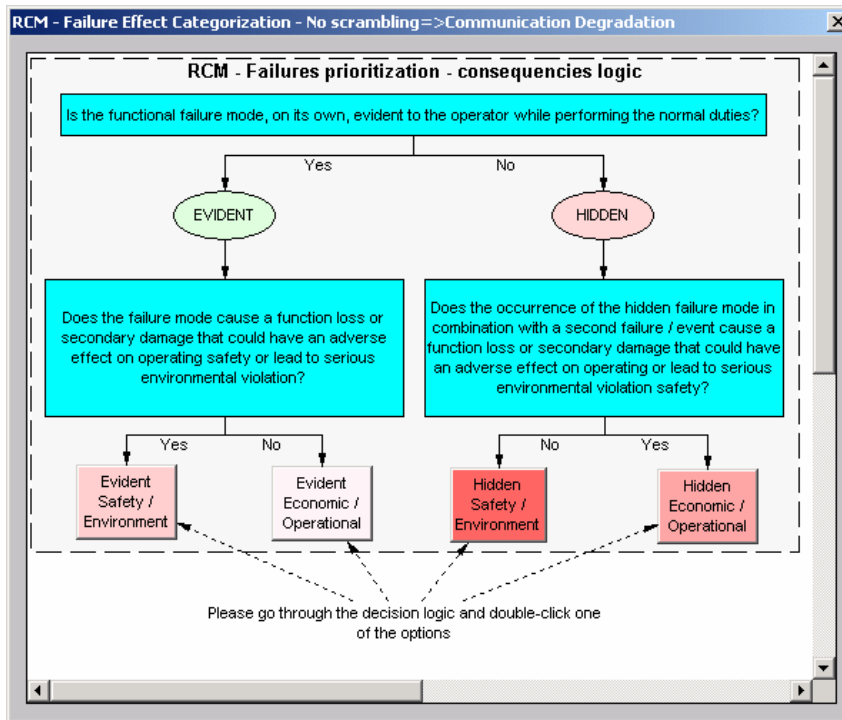 RCM - Failure Effect Categorization - No scrambling=>Communication Degradation
RCM - Failures prioritization - consequencies logic
Is the functional failure mode, on its own, evident to the operator while performing the normal duties?
Yes
No
EVIDENT
HIDDEN
Does the failure mode cause a function loss or
secondary damage that could have an adverse
effect on operating safety or lead to serious
environmental violation?
Does the occurrence of the hidden failure mode in
combination with a second failure / event cause a
function loss or secondary damage that could have
an adverse effect on operating or lead to serious
environmental violation safety?
Yes
No
No
Yes
Evident
Safety /
Environment
Evident
Economic /
Operational
Hidden
Safety /
Environment
Hidden
Economic /
Operational
Please go through the decision logic and double-click one
of the options